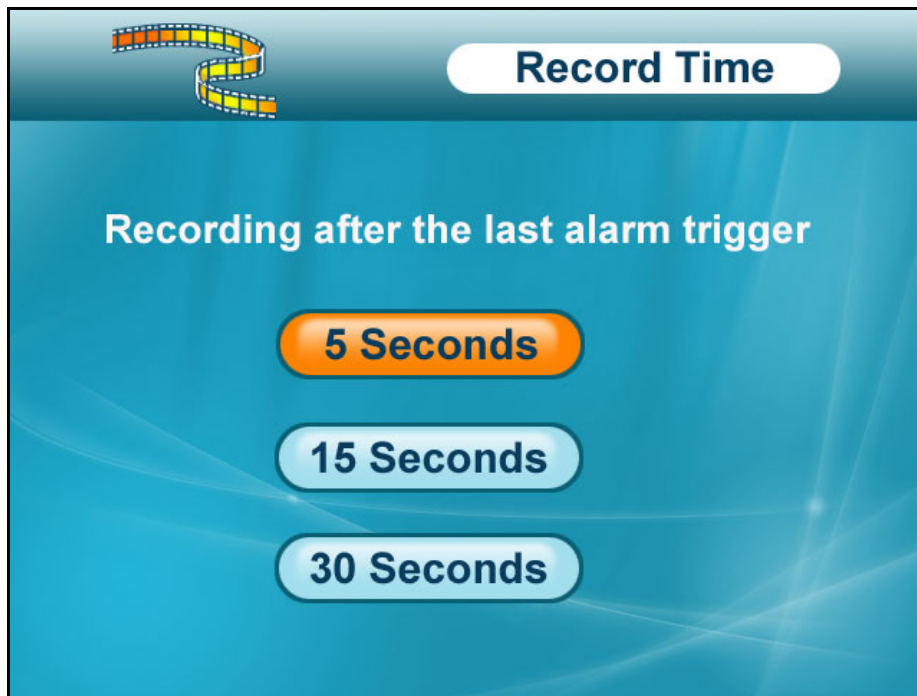 Record Time
Recording after the last alarm trigger
5 Seconds
15 Seconds
30 Seconds